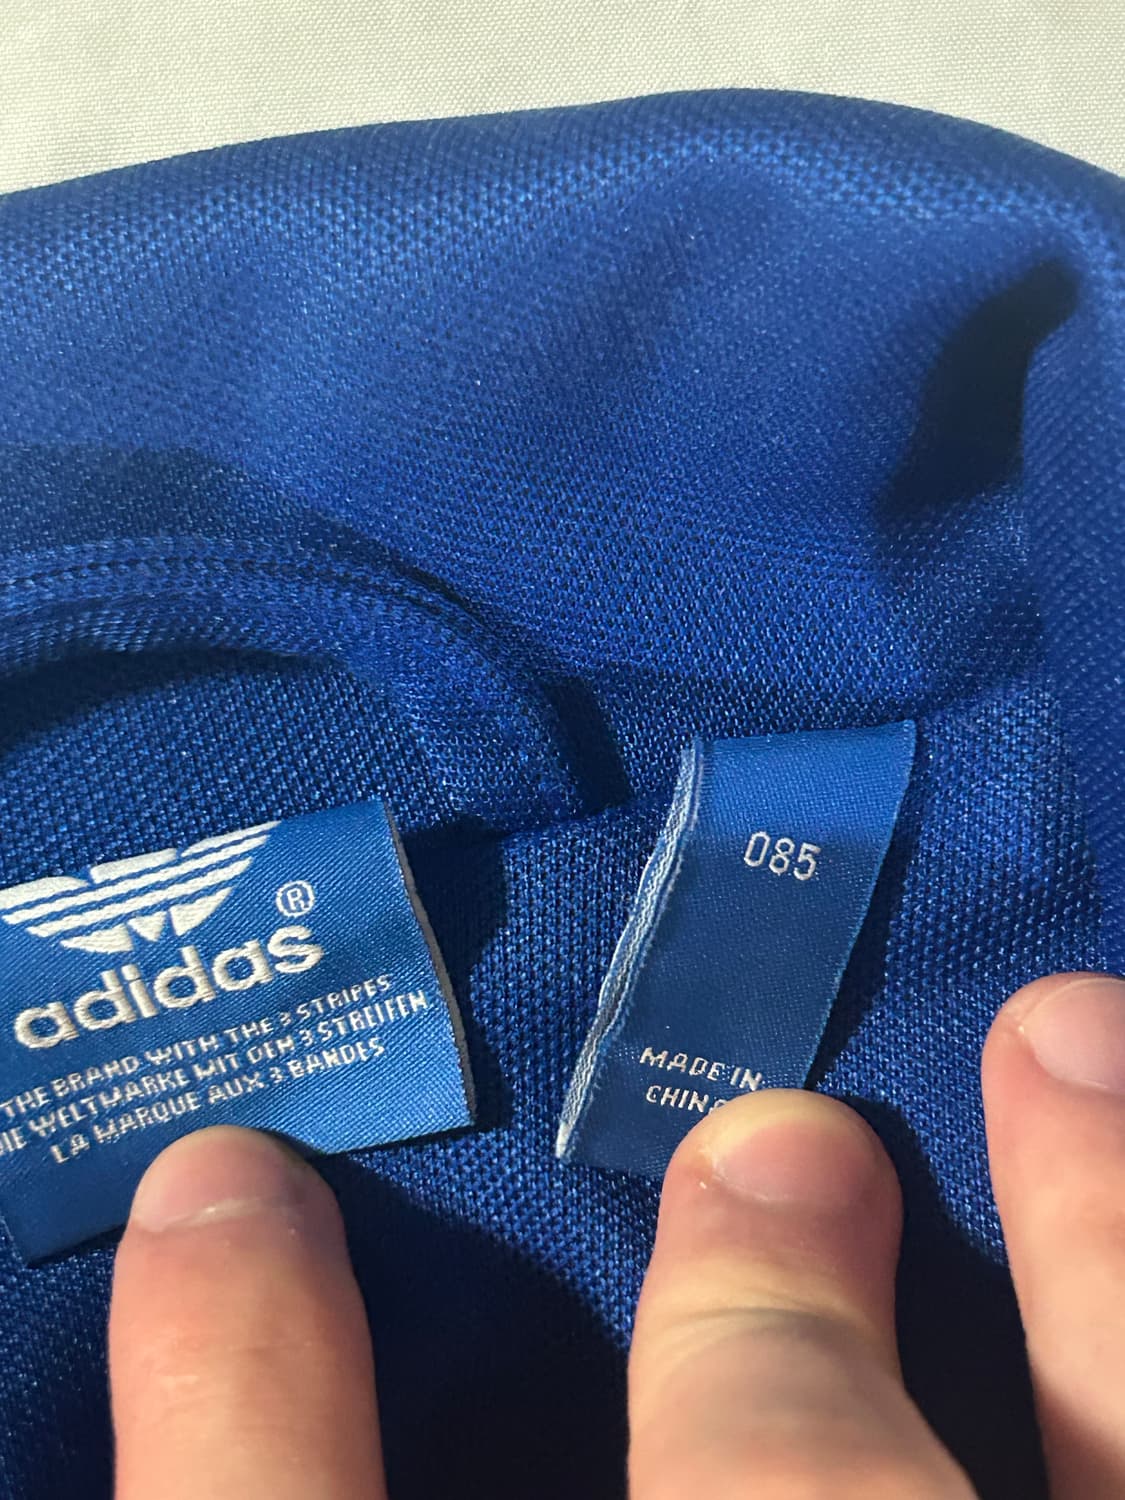 adidas ®
THE BRAND WITH THE 3 STRIPES
DIE WELTMARKE MIT DEN 3 STREIFEN
LA MARQUE AUX 3 BANDES
085
MADE IN